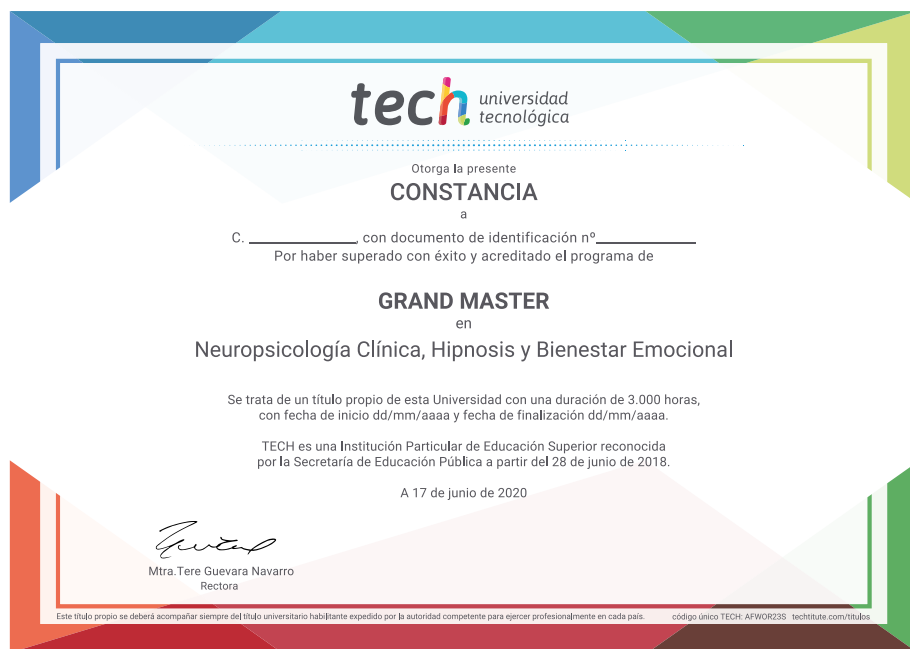 tech universidad
tecnológica
Otorga la presente
CONSTANCIA
a
C. ____________, con documento de identificación nº___________
Por haber superado con éxito y acreditado el programa de
GRAND MASTER
en
Neuropsicología Clínica, Hipnosis y Bienestar Emocional
Se trata de un título propio de esta Universidad con una duración de 3.000 horas,
con fecha de inicio dd/mm/aaaa y fecha de finalización dd/mm/aaaa.
TECH es una Institución Particular de Educación Superior reconocida
por la Secretaría de Educación Pública a partir del 28 de junio de 2018.
A 17 de junio de 2020
Mtra.Tere Guevara Navarro
Rectora
Este título propio se deberá acompañar siempre del título universitario habilitante expedido por la autoridad competente para ejercer profesionalmente en cada país. código único TECH: AFWOR23S techtitute.com/titulos